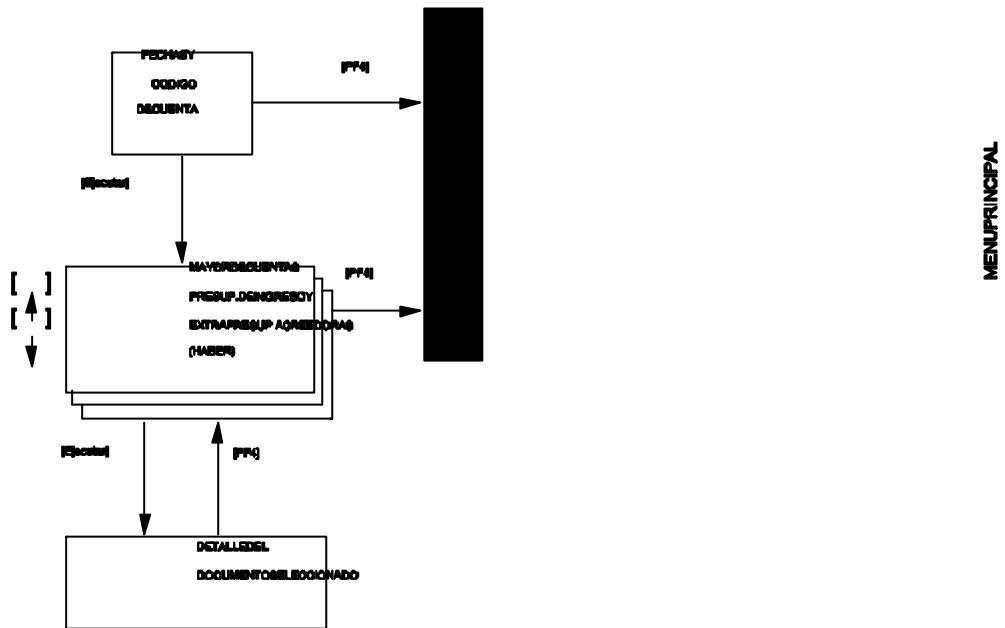 FECHASY
CODIGO
DECUENTA
[PF4]
[Ejecutar]
MAYORDECUENTAS
PRESUP.DEINGRESOY
EXTRAPRESUP ACREEDORAS
(HABER)
[PF4]
[ ]
[ ]
[Ejecutar]
[PF4]
DETALLEDEL
DOCUMENTOSELECCIONADO
MENUPRINCIPAL